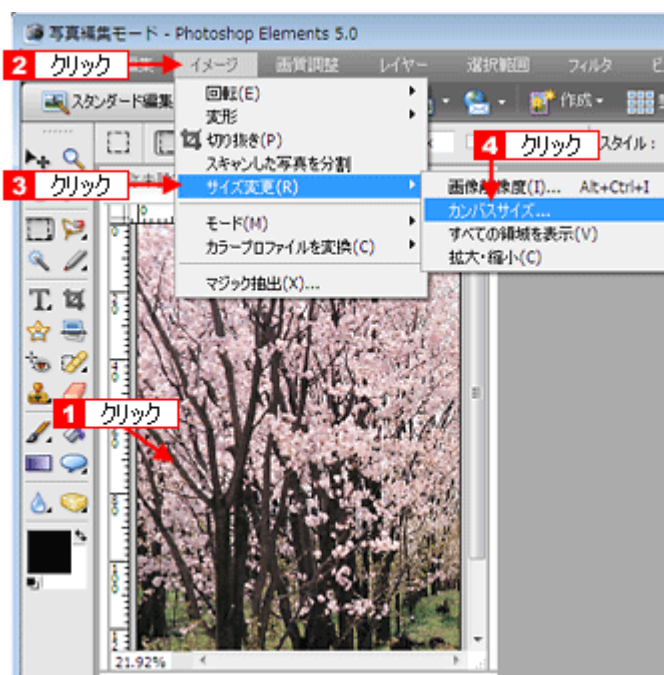 写真編集モード - Photoshop Elements 5.0
2 クリック イメージ 画質調整 レイヤー 選択範囲 フィルタ
スタンダード編集 作成
回転(E)
変形
切り抜き(P)
スキャンした写真を分割
3 クリック サイズ変更(R)
モード(M)
カラープロファイルを変換(C)
マジック抽出(X)...
4 クリック スタイル :
画像解像度(I)... Alt+Ctrl+I
カンバスサイズ...
すべての領域を表示(V)
拡大・縮小(C)
1 クリック
21.92%